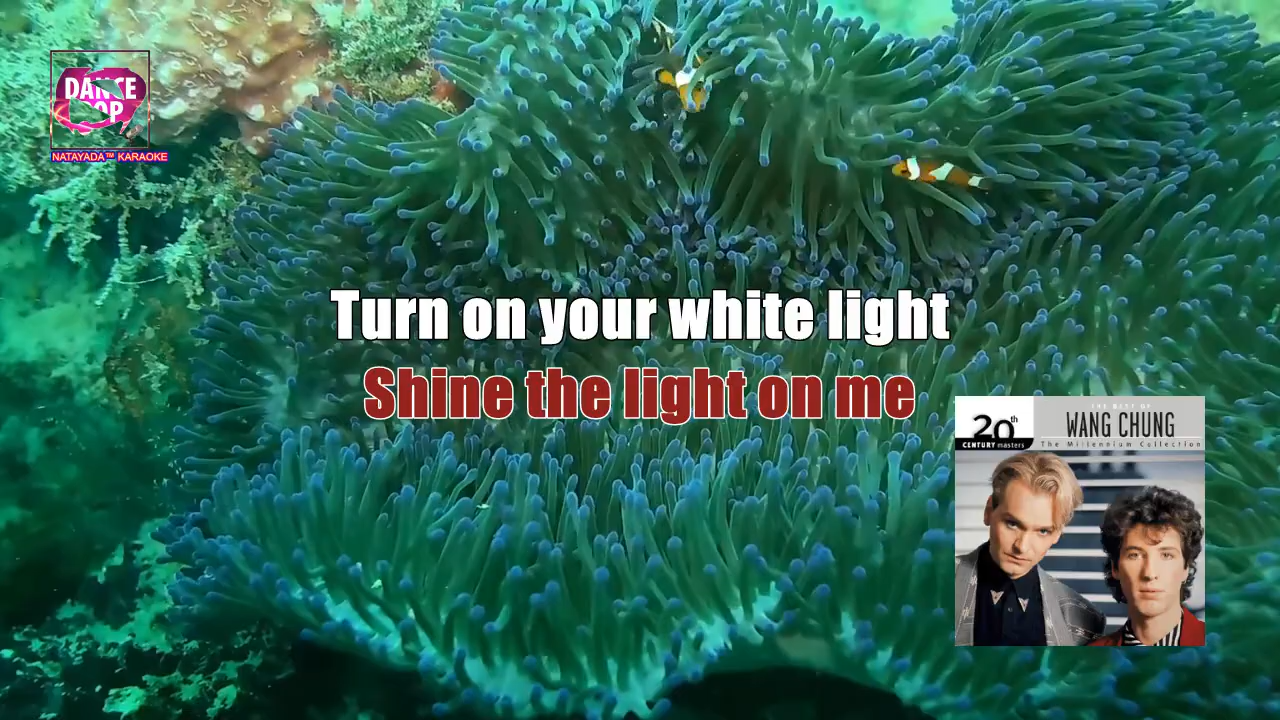 DANCE
POP
NATAYADA™ KARAOKE
Turn on your white light
Shine the light on me
20th
CENTURY masters
THE BEST OF
WANG CHUNG
The Millennium Collection